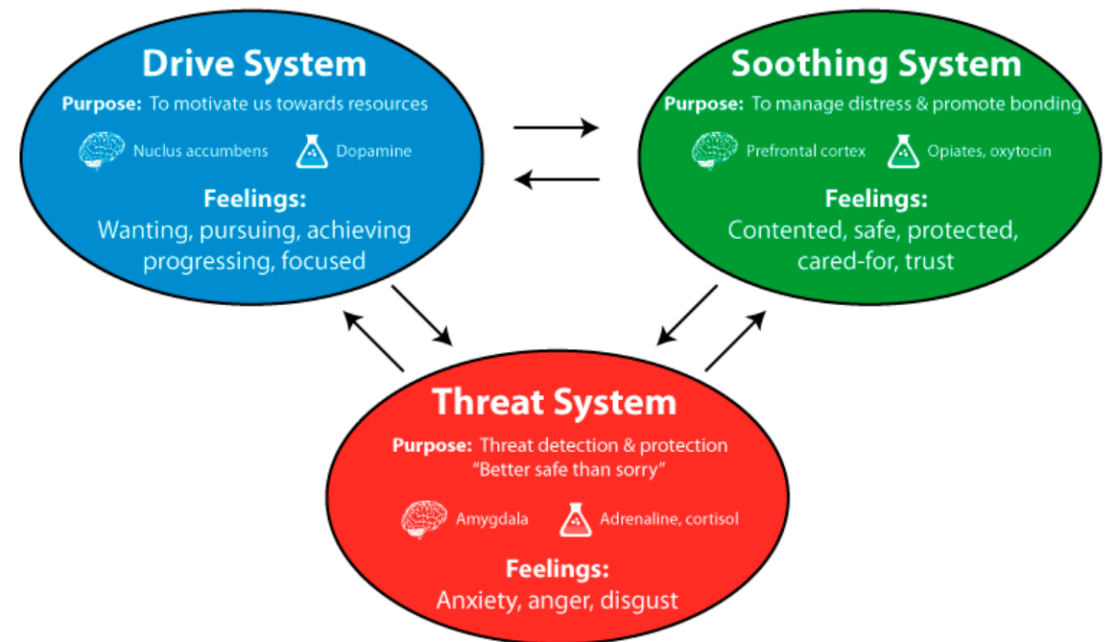 Drive System
Purpose: To motivate us towards resources
Nuclus accumbens
Dopamine
Feelings:
Wanting, pursuing, achieving
progressing, focused
Soothing System
Purpose: To manage distress & promote bonding
Prefrontal cortex
Opiates, oxytocin
Feelings:
Contented, safe, protected,
cared-for, trust
Threat System
Purpose: Threat detection & protection
“Better safe than sorry”
Amygdala
Adrenaline, cortisol
Feelings:
Anxiety, anger, disgust